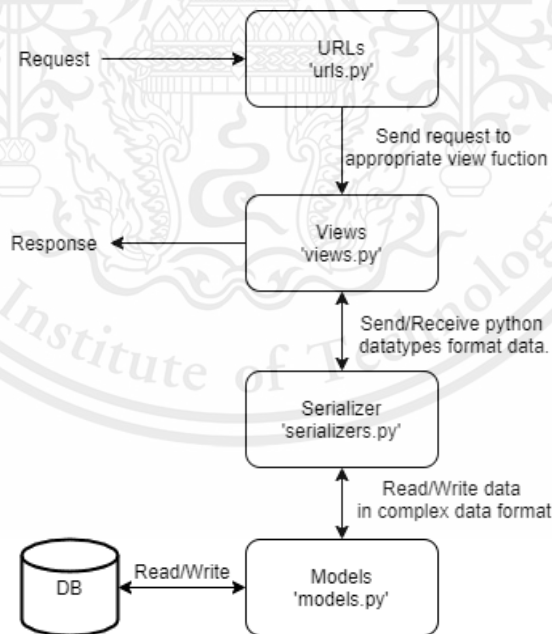 URLs
'urls.py'
Request
Send request to
appropriate view fuction
Views
'views.py'
Response
Send/Receive python
datatypes format data.
Institute of Technology
Serializer
'serializers.py'
Read/Write data
in complex data format
DB
Read/Write
Models
'models.py'